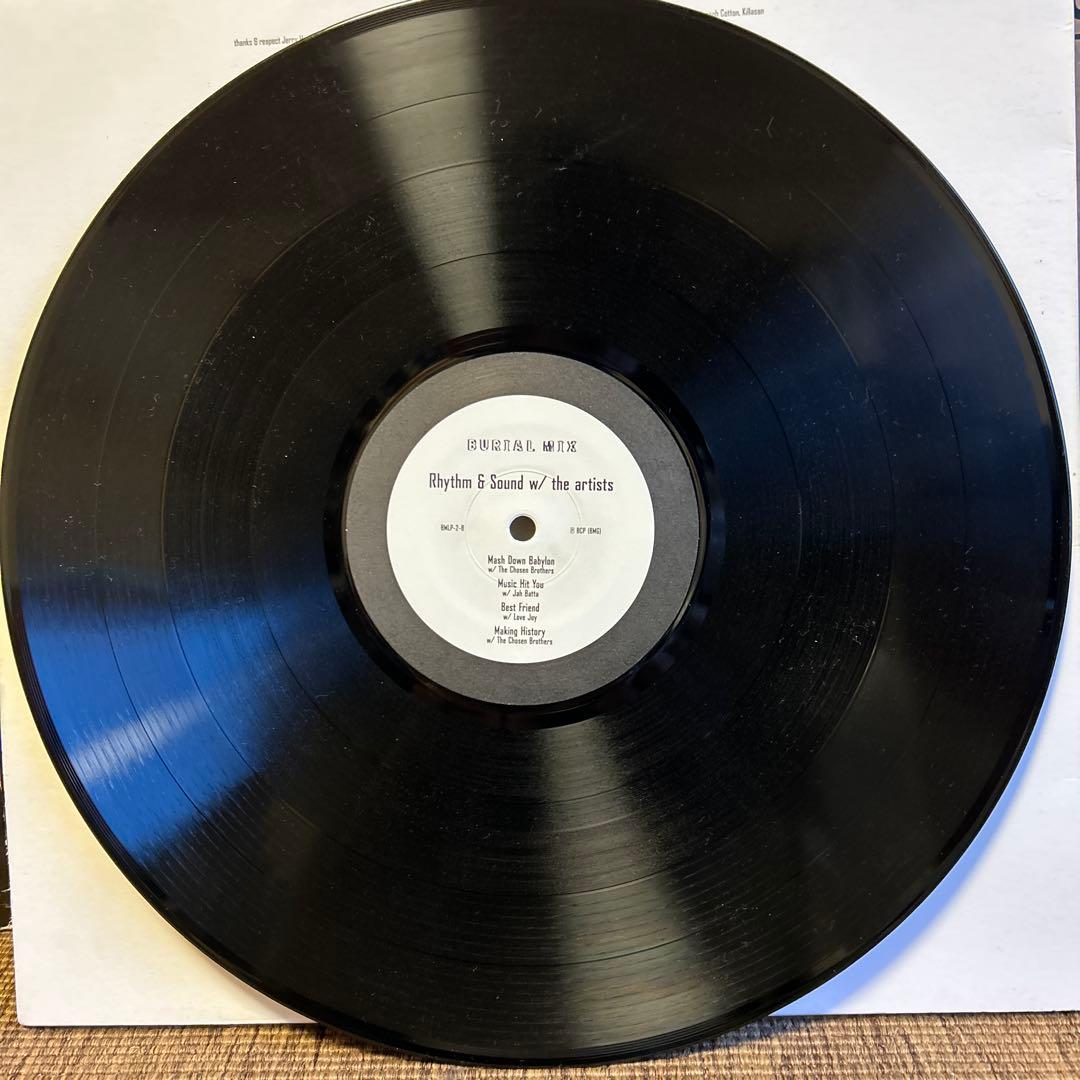 thanks & respect Jerry
Cotton, Killasan
BURIAL MIX
Rhythm & Sound w/ the artists
BMLP-2-B
℗ BCP (BMG)
Mash Down Babylon
w/ The Chosen Brothers
Music Hit You
w/ Jah Batta
Best Friend
w/ Love Joy
Making History
w/ The Chosen Brothers